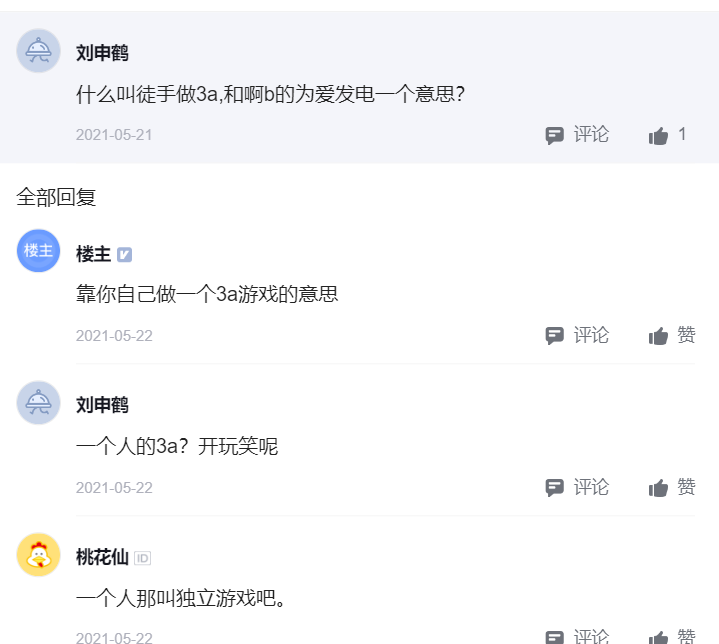 刘申鹤
什么叫徒手做3a,和啊b的为爱发电一个意思？
2021-05-21 评论 1
全部回复
楼主 楼主
靠你自己做一个3a游戏的意思
2021-05-22 评论 赞
刘申鹤
一个人的3a？开玩笑呢
2021-05-22 评论 赞
桃花仙 ID
一个人那叫独立游戏吧。
2021-05-22 评论 赞